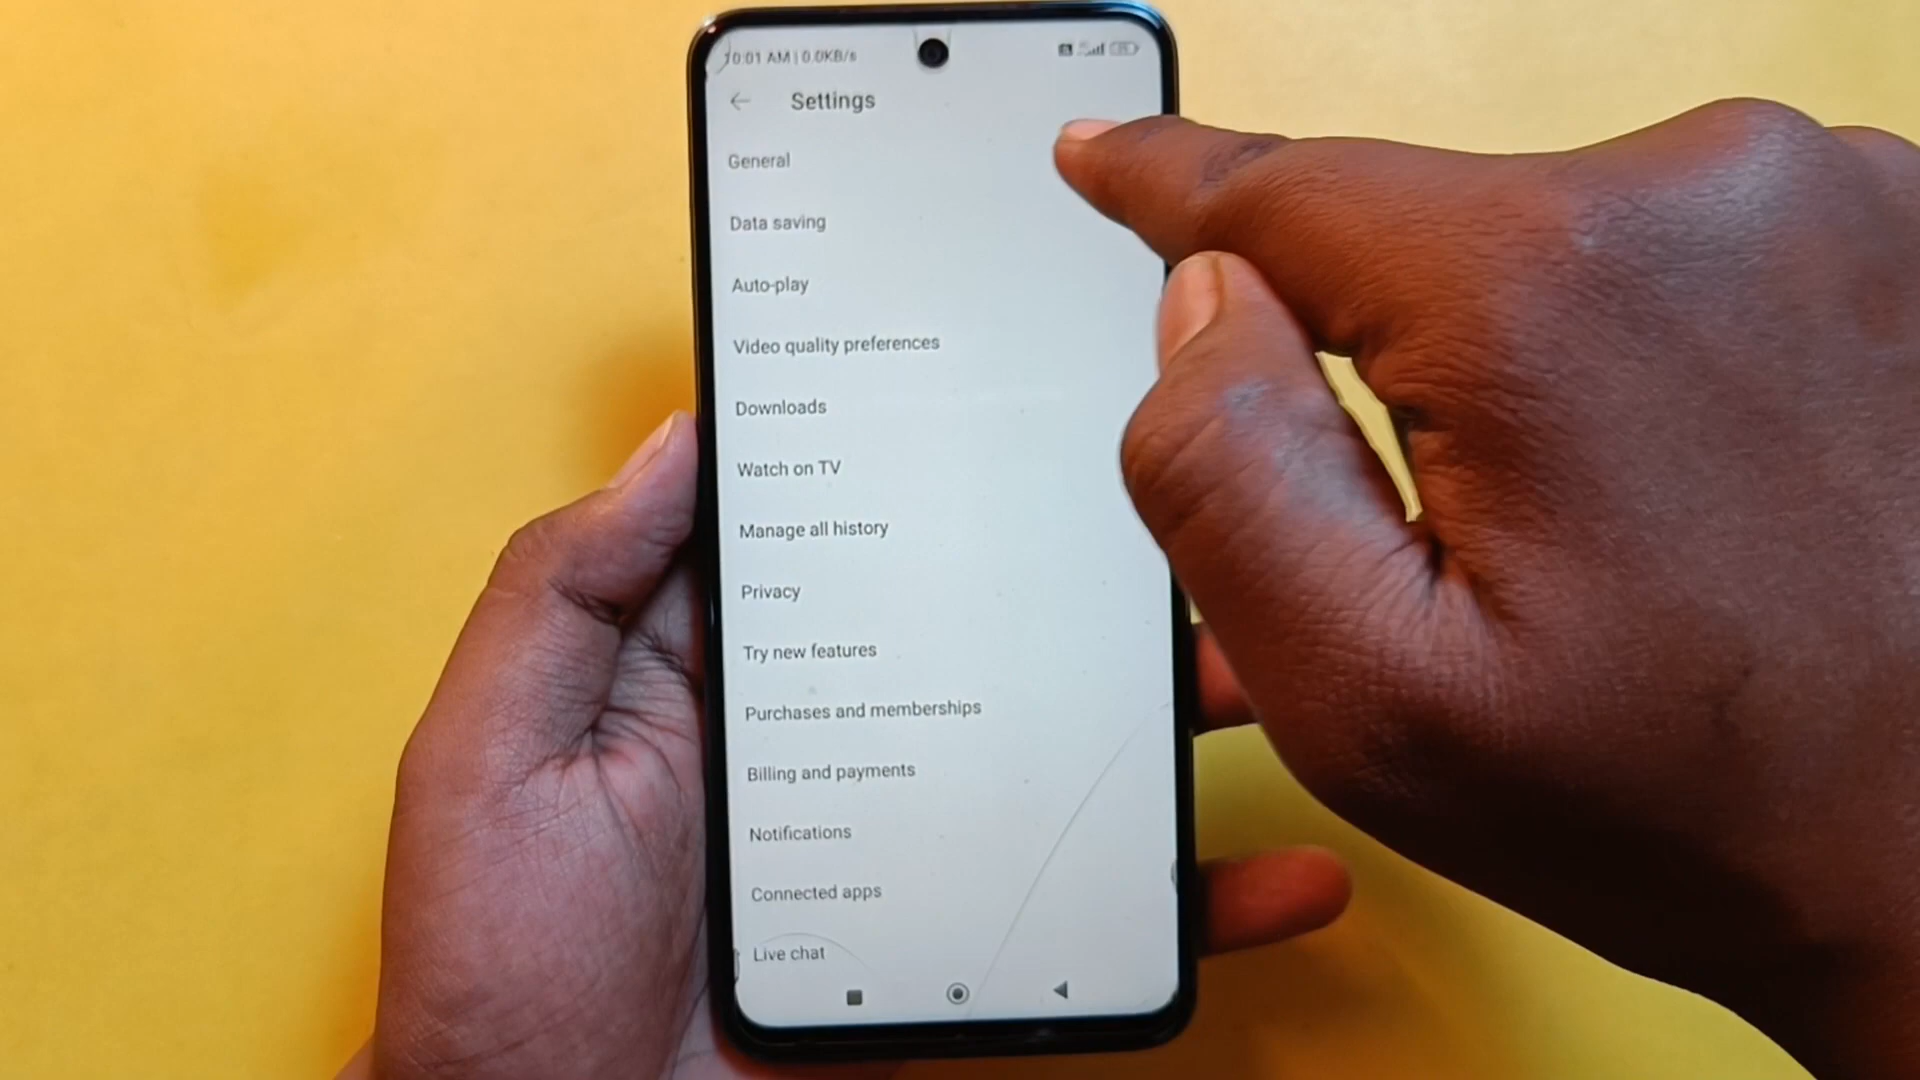 10:01 AM | 0.0KB/s
Settings
General
Data saving
Auto-play
Video quality preferences
Downloads
Watch on TV
Manage all history
Privacy
Try new features
Purchases and memberships
Billing and payments
Notifications
Connected apps
Live chat